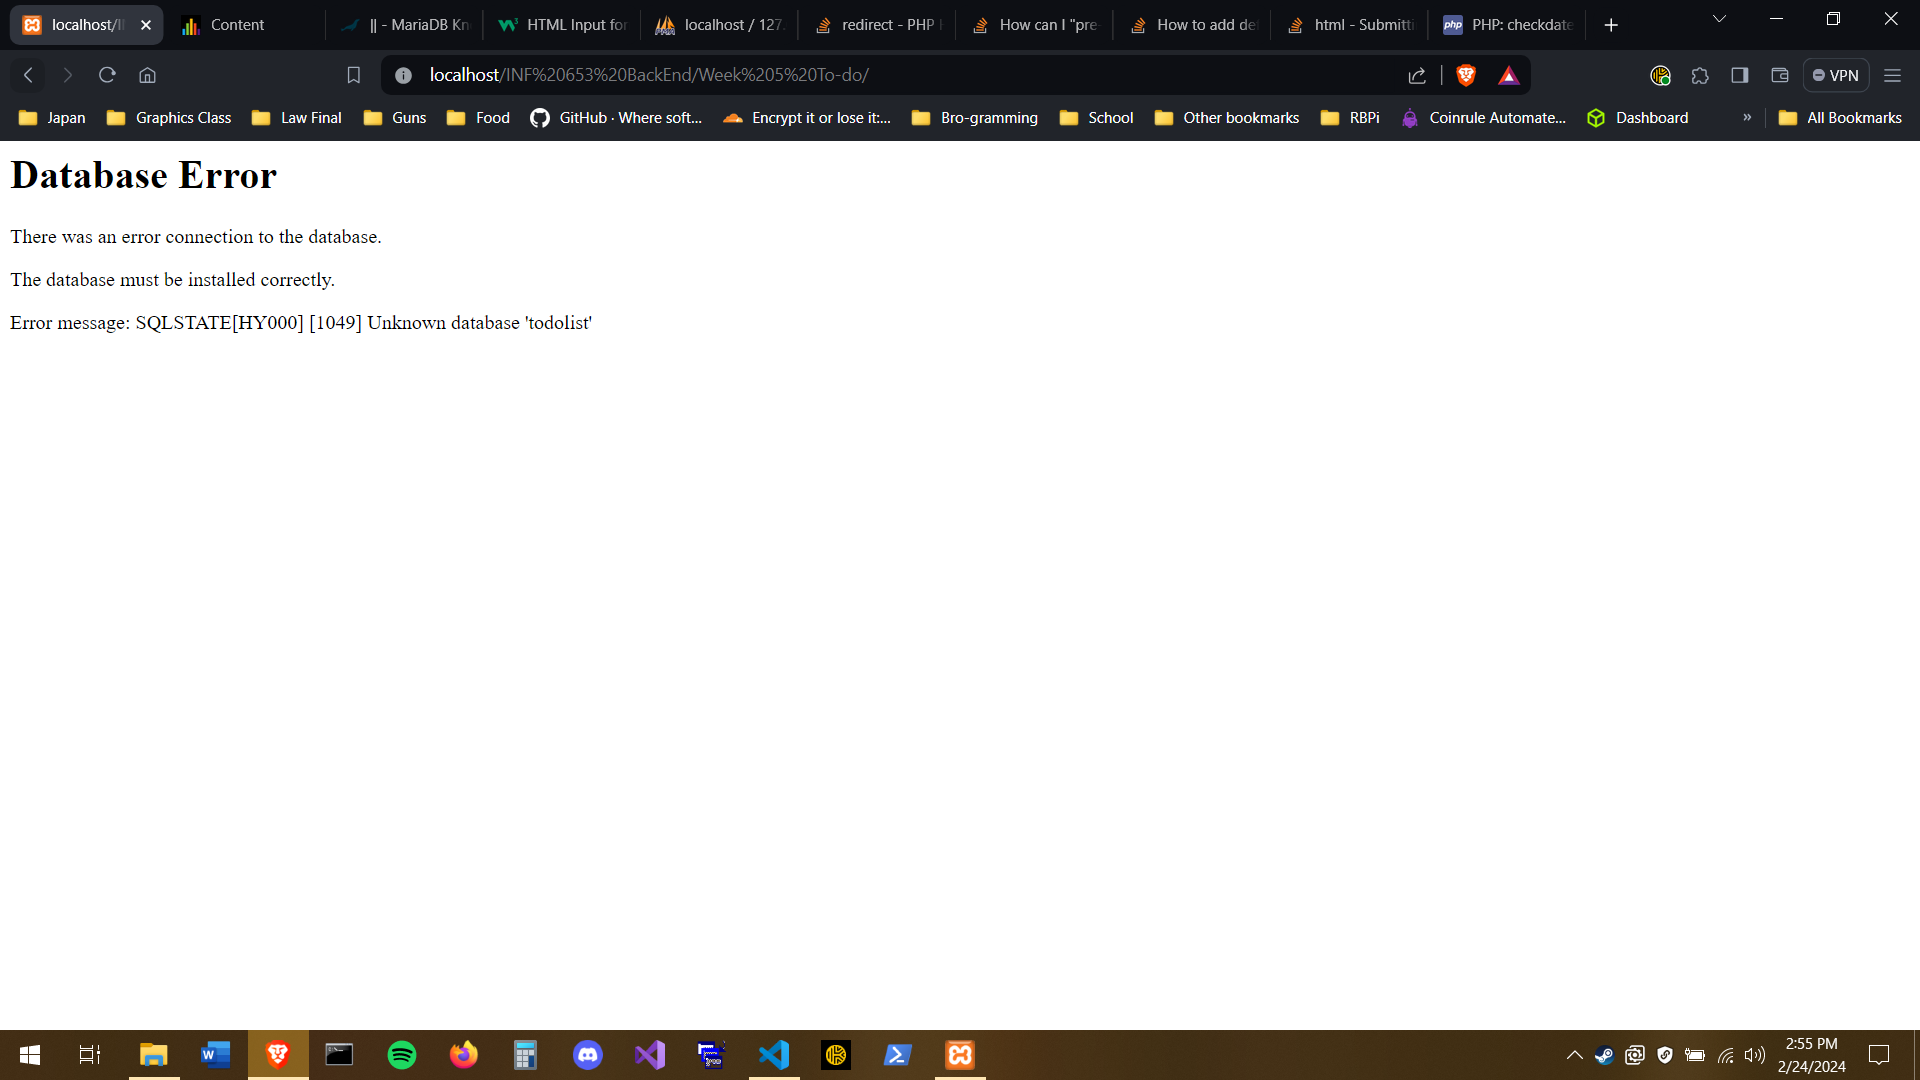 localhost/I
Content
|| - MariaDB Kn
HTML Input for
localhost / 127.
redirect - PHP
How can I "pre-
How to add de
html - Submitti
php
PHP: checkdate
localhost/INF%20653%20BackEnd/Week%205%20To-do/
VPN
Japan
Graphics Class
Law Final
Guns
Food
GitHub · Where soft...
Encrypt it or lose it:...
Bro-gramming
School
Other bookmarks
RBPi
Coinrule Automate...
Dashboard
»
All Bookmarks
Database Error
There was an error connection to the database.
The database must be installed correctly.
Error message: SQLSTATE[HY000] [1049] Unknown database 'todolist'
2:55 PM
2/24/2024